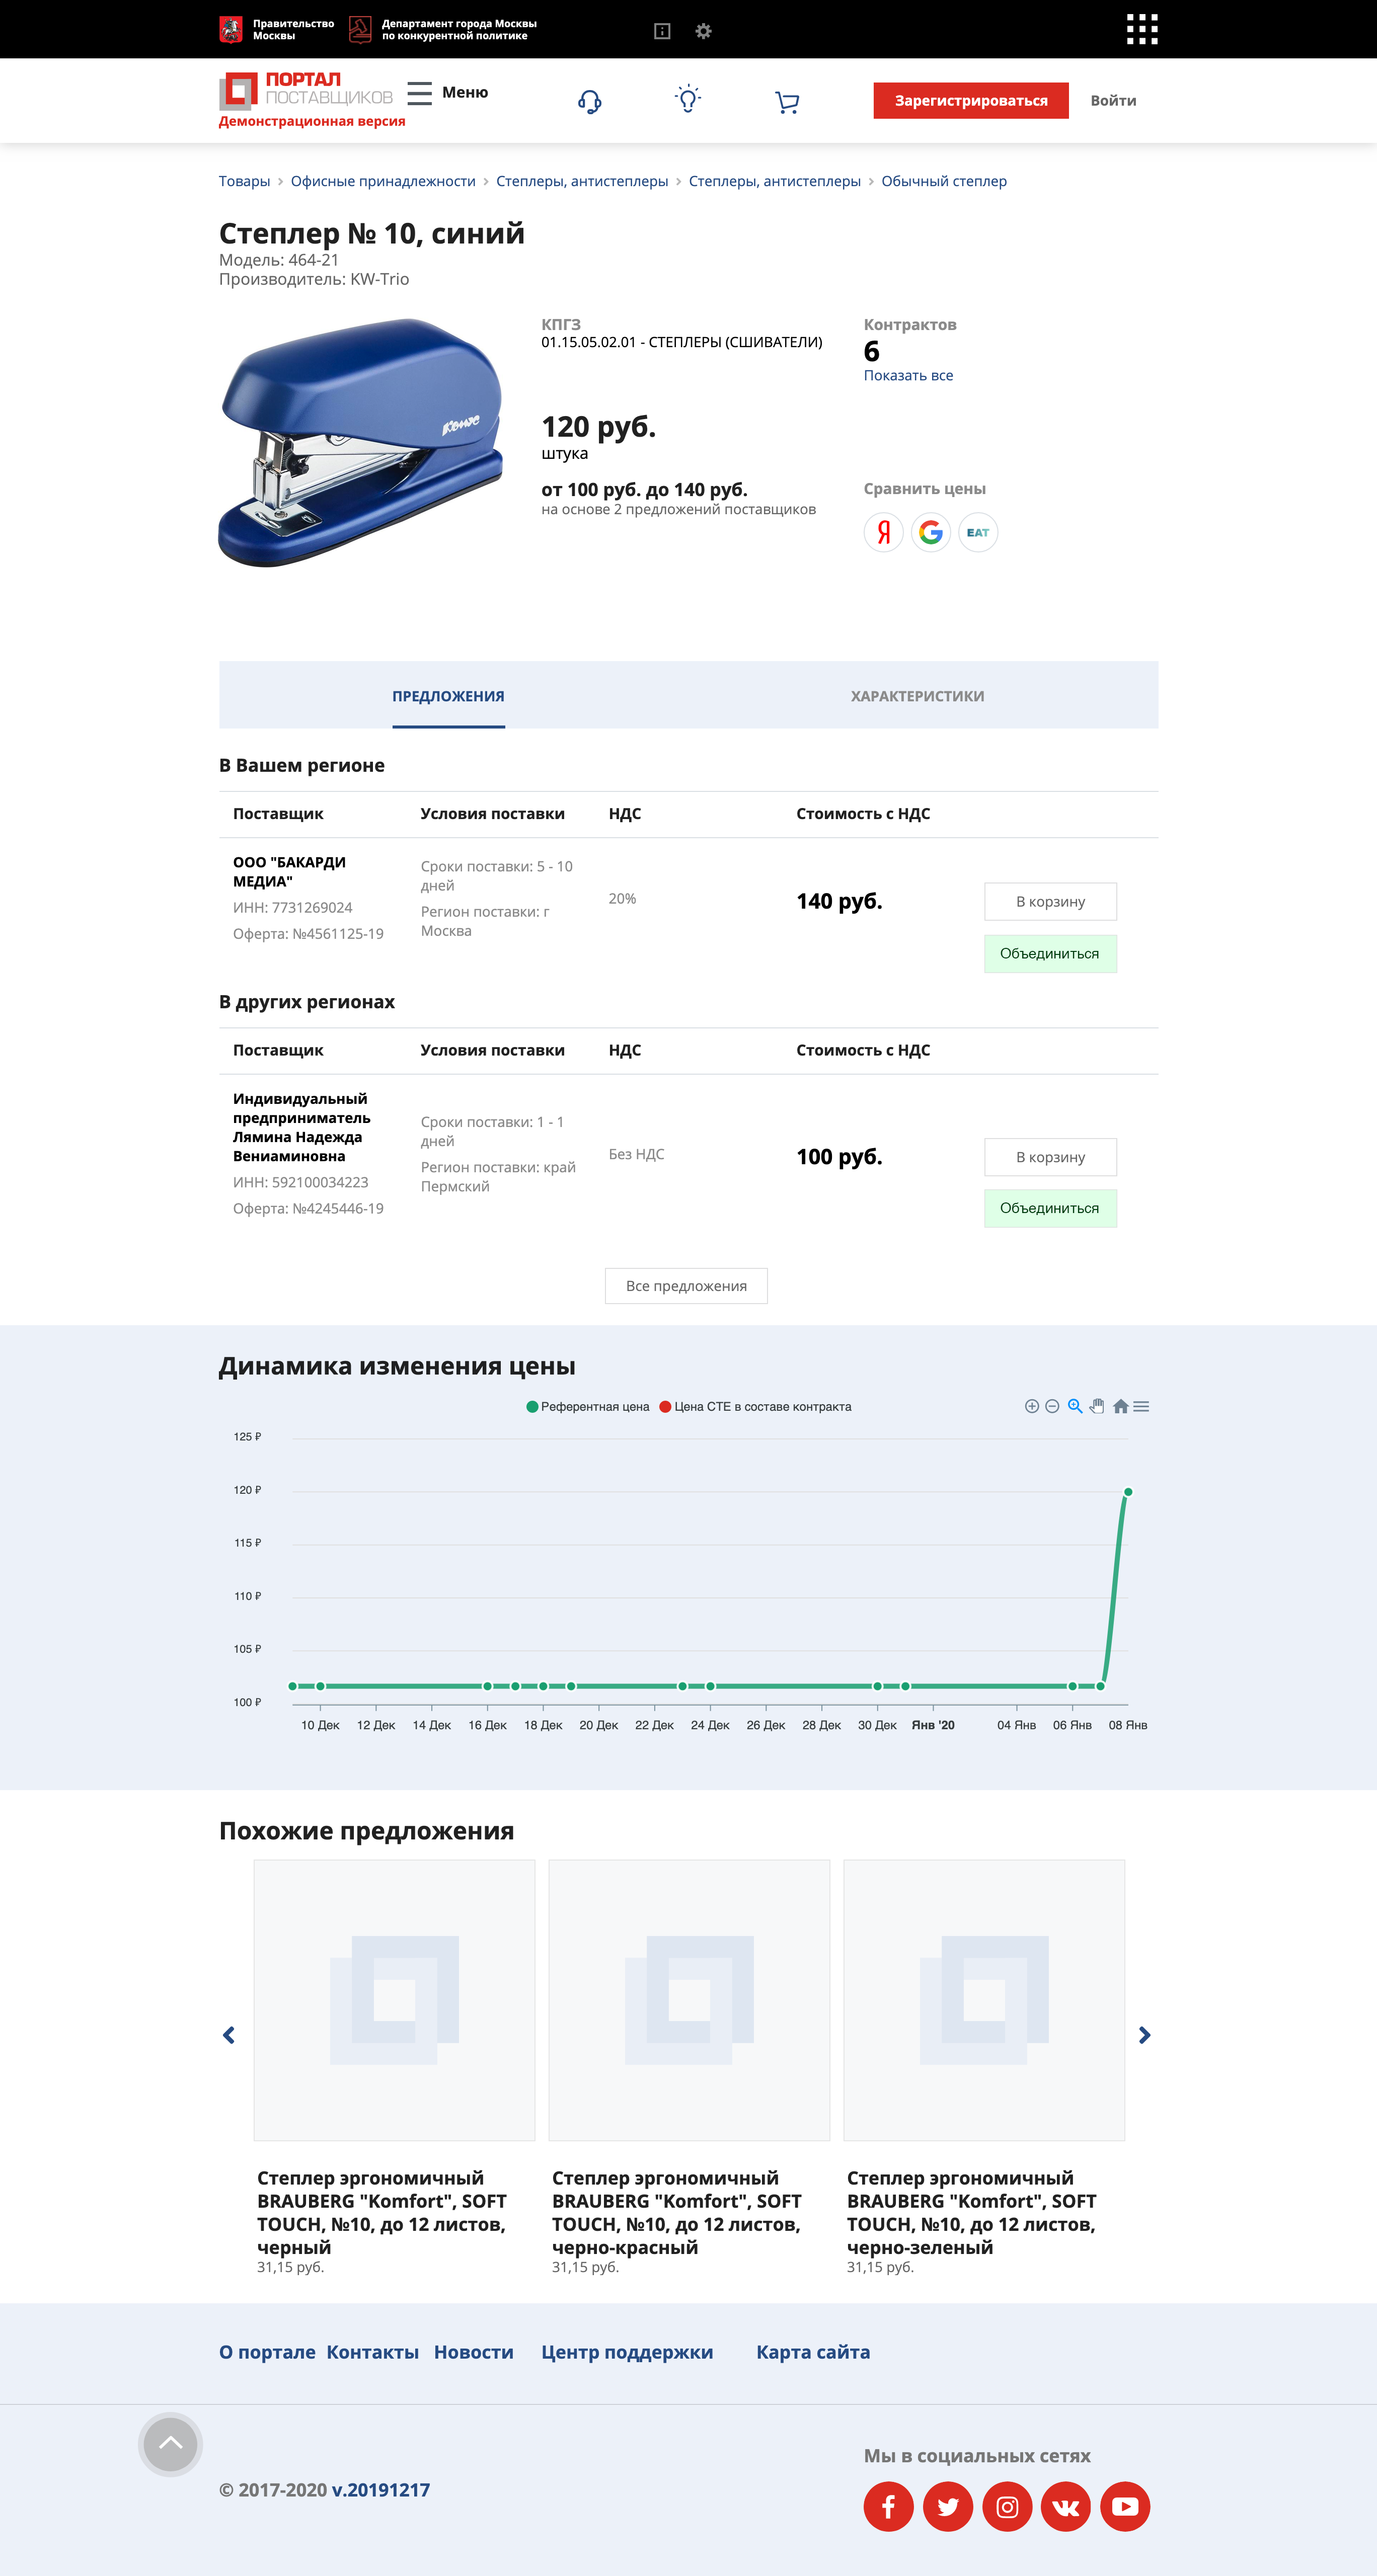 Правительство
Москвы
Департамент города Москвы
по конкурентной политике
ПОРТАЛ
ПОСТАВЩИКОВ
Демонстрационная версия
Меню
Зарегистрироваться
Войти
Товары > Офисные принадлежности > Степлеры, антистеплеры > Степлеры, антистеплеры > Обычный степлер
Степлер № 10, синий
Модель: 464-21
Производитель: KW-Trio
Комус
КПГЗ
01.15.05.02.01 - СТЕПЛЕРЫ (СШИВАТЕЛИ)
Контрактов
6
Показать все
120 руб.
штука
от 100 руб. до 140 руб.
на основе 2 предложений поставщиков
Сравнить цены
Я G EAT
ПРЕДЛОЖЕНИЯ
ХАРАКТЕРИСТИКИ
В Вашем регионе
Поставщик Условия поставки НДС Стоимость с НДС
ООО "БАКАРДИ
МЕДИА"
ИНН: 7731269024
Оферта: №4561125-19
Сроки поставки: 5 - 10
дней
Регион поставки: г
Москва
20%
140 руб.
В корзину
Объединиться
В других регионах
Поставщик Условия поставки НДС Стоимость с НДС
Индивидуальный
предприниматель
Лямина Надежда
Вениаминовна
ИНН: 592100034223
Оферта: №4245446-19
Сроки поставки: 1 - 1
дней
Регион поставки: край
Пермский
Без НДС
100 руб.
В корзину
Объединиться
Все предложения
Динамика изменения цены
Референтная цена Цена СТЕ в составе контракта
125 ₽
120 ₽
115 ₽
110 ₽
105 ₽
100 ₽
10 Дек 12 Дек 14 Дек 16 Дек 18 Дек 20 Дек 22 Дек 24 Дек 26 Дек 28 Дек 30 Дек Янв '20 04 Янв 06 Янв 08 Янв
Похожие предложения
Степлер эргономичный
BRAUBERG "Komfort", SOFT
TOUCH, №10, до 12 листов,
черный
31,15 руб.
Степлер эргономичный
BRAUBERG "Komfort", SOFT
TOUCH, №10, до 12 листов,
черно-красный
31,15 руб.
Степлер эргономичный
BRAUBERG "Komfort", SOFT
TOUCH, №10, до 12 листов,
черно-зеленый
31,15 руб.
О портале Контакты Новости Центр поддержки Карта сайта
Мы в социальных сетях
© 2017-2020 v.20191217